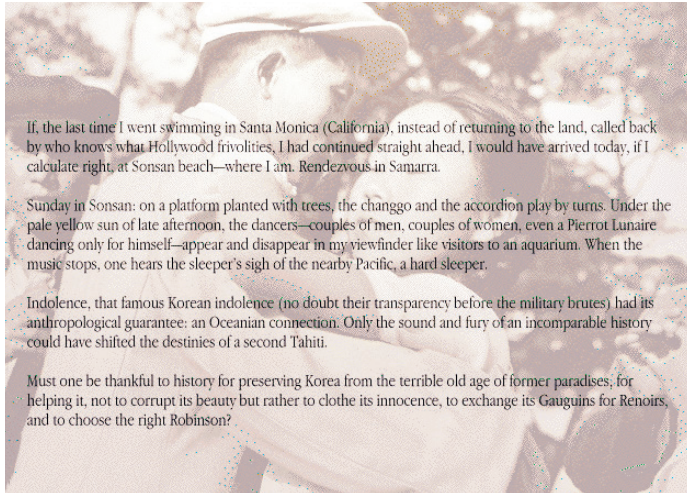 If, the last time I went swimming in Santa Monica (California), instead of returning to the land, called back
by who knows what Hollywood frivolities, I had continued straight ahead, I would have arrived today, if I
calculate right, at Sonsan beach—where I am. Rendezvous in Samarra.
Sunday in Sonsan: on a platform planted with trees, the changgo and the accordion play by turns. Under the
pale yellow sun of late afternoon, the dancers—couples of men, couples of women, even a Pierrot Lunaire
dancing only for himself—appear and disappear in my viewfinder like visitors to an aquarium. When the
music stops, one hears the sleeper's sigh of the nearby Pacific, a hard sleeper.
Indolence, that famous Korean indolence (no doubt their transparency before the military brutes) had its
anthropological guarantee: an Oceanian connection. Only the sound and fury of an incomparable history
could have shifted the destinies of a second Tahiti.
Must one be thankful to history for preserving Korea from the terrible old age of former paradises, for
helping it, not to corrupt its beauty but rather to clothe its innocence, to exchange its Gauguins for Renoirs,
and to choose the right Robinson?